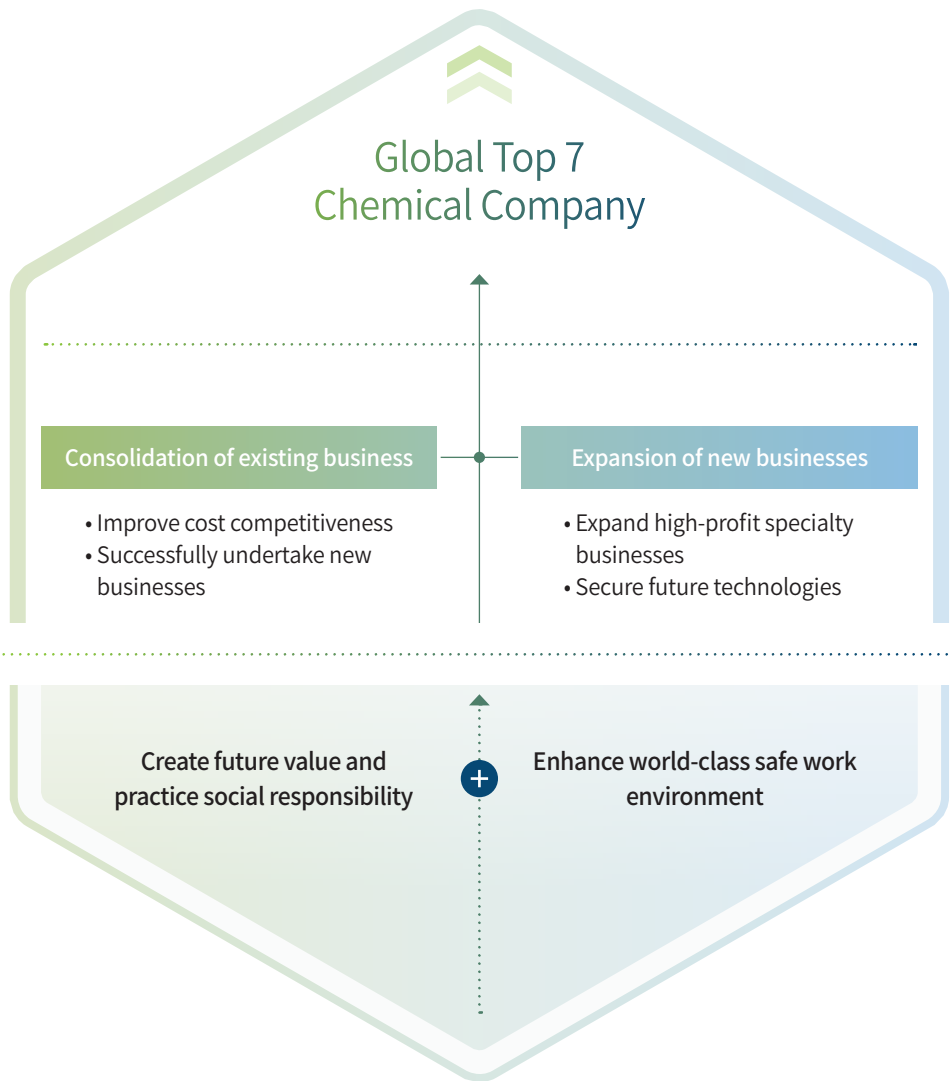 Global Top 7
Chemical Company
Consolidation of existing business
• Improve cost competitiveness
• Successfully undertake new
businesses
Expansion of new businesses
• Expand high-profit specialty
businesses
• Secure future technologies
Create future value and
practice social responsibility
+
Enhance world-class safe work
environment